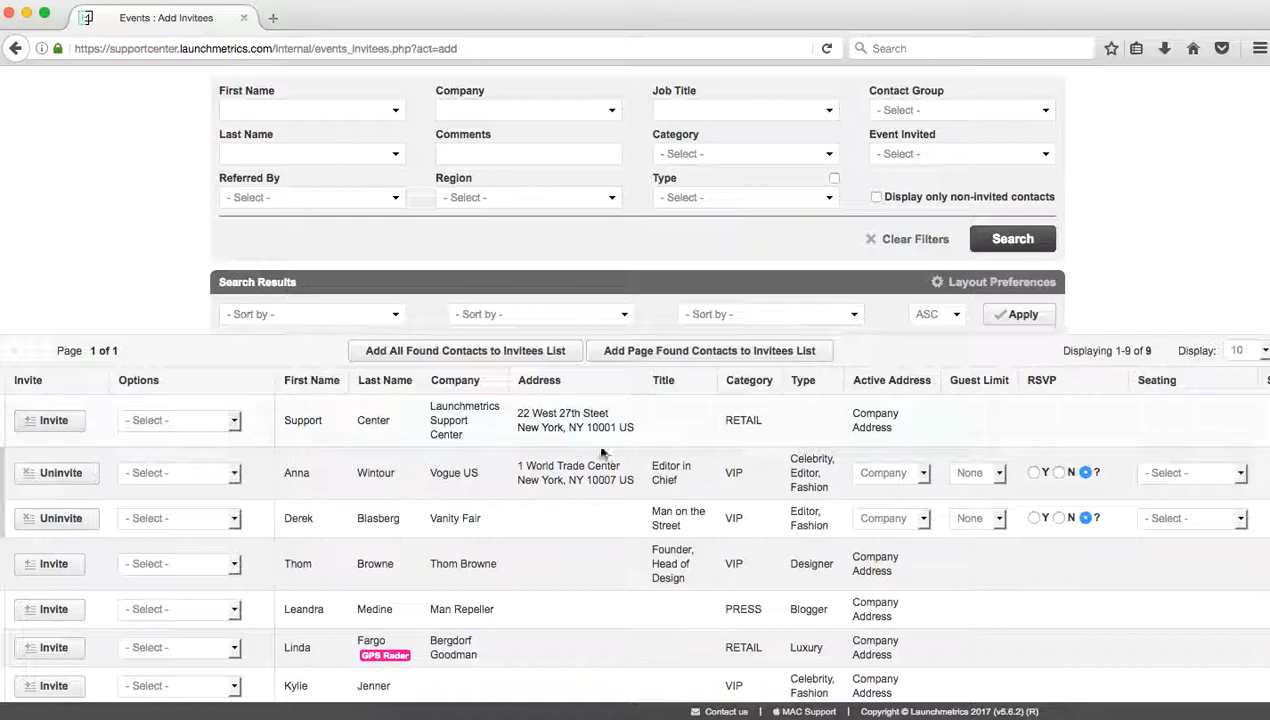 Events : Add Invitees
https://supportcenter.launchmetrics.com/internal/events_invitees.php?act=add
Search
First Name Company Job Title Contact Group
- Select -
Last Name Comments Category Event Invited
- Select - - Select -
Referred By Region Type
- Select - - Select - - Select - Display only non-invited contacts
Clear Filters Search
Search Results Layout Preferences
- Sort by - - Sort by - - Sort by - ASC Apply
Page 1 of 1 Add All Found Contacts to Invitees List Add Page Found Contacts to Invitees List Displaying 1-9 of 9 Display: 10
Invite Options First Name Last Name Company Address Title Category Type Active Address Guest Limit RSVP Seating
Invite - Select - Support Center Launchmetrics Support Center 22 West 27th Steet New York, NY 10001 US RETAIL Company Address
Uninvite - Select - Anna Wintour Vogue US 1 World Trade Center New York, NY 10007 US Editor in Chief VIP Celebrity, Editor, Fashion Company None Y N ? - Select -
Uninvite - Select - Derek Blasberg Vanity Fair Man on the Street VIP Editor, Fashion Company None Y N ? - Select -
Invite - Select - Thom Browne Thom Browne Founder, Head of Design VIP Designer Company Address
Invite - Select - Leandra Medine Man Repeller PRESS Blogger Company Address
Invite - Select - Linda Fargo GPS Radar Bergdorf Goodman RETAIL Luxury Company Address
Invite - Select - Kylie Jenner VIP Celebrity, Fashion Company Address
Contact us | MAC Support | Copyright © Launchmetrics 2017 (v5.6.2) (R)